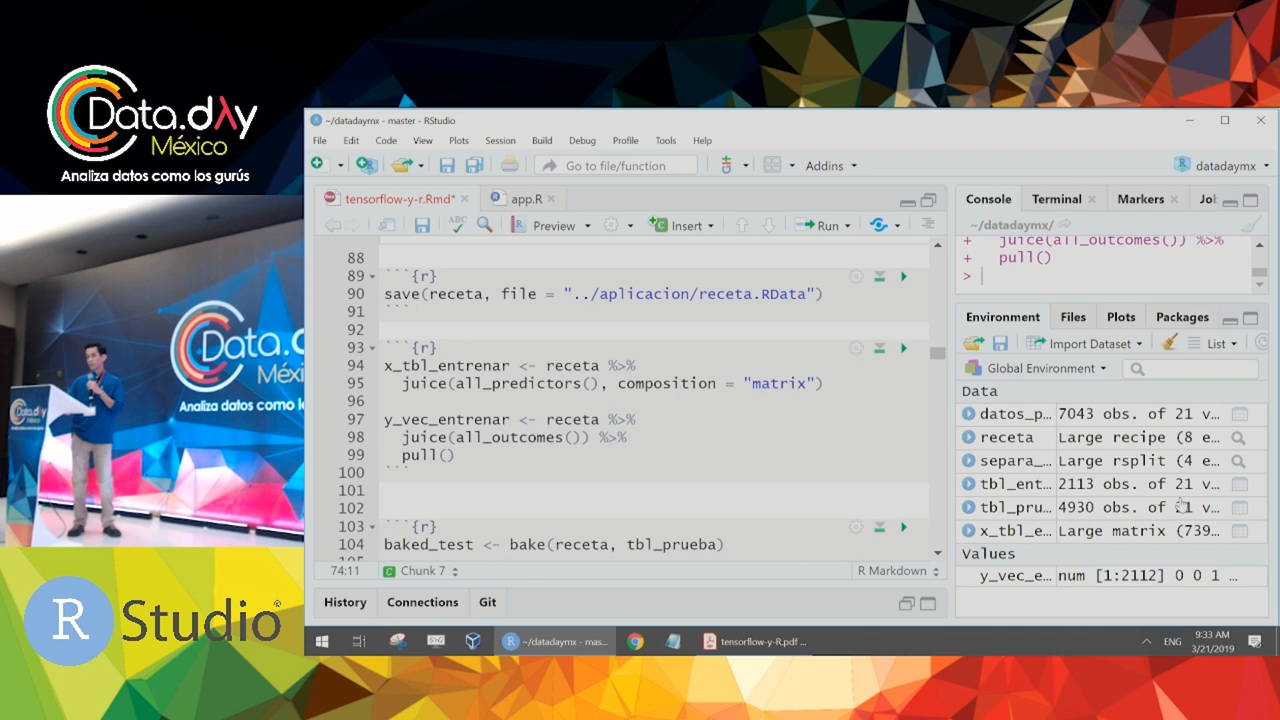 Data.day
México
Analiza datos como los gurús
Data.d
Méxi
Analiza datos como lo
R Studio®
~/datadaymx - master - RStudio
File Edit Code View Plots Session Build Debug Profile Tools Help
Go to file/function
Addins
datadaymx
tensorflow-y-r.Rmd*
app.R
ABC
Preview
Insert
Run
88
89 ```{r}
90 save(receta, file = "../aplicacion/receta.RData")
91 ```
92
93 ```{r}
94 x_tbl_entrenar <- receta %>%
95 juice(all_predictors(), composition = "matrix")
96
97 y_vec_entrenar <- receta %>%
98 juice(all_outcomes()) %>%
99 pull()
100 ```
101
102
103 ```{r}
104 baked_test <- bake(receta, tbl_prueba)
74:11
Chunk 7
R Markdown
History Connections Git
Console Terminal Markers Jol
~/datadaymx/
+ juice(all_outcomes()) %>%
+ pull()
>
Environment Files Plots Packages
Import Dataset
List
Global Environment
Data
datos_p… 7043 obs. of 21 v…
receta Large recipe (8 e…
separa_… Large rsplit (4 e…
tbl_ent… 2113 obs. of 21 v…
tbl_pru… 4930 obs. of 21 v…
x_tbl_e… Large matrix (739…
Values
y_vec_e… num [1:2112] 0 0 1 …
~/datadaymx - mas...
tensorflow-y-R.pdf ...
ENG
9:33 AM
3/21/2019